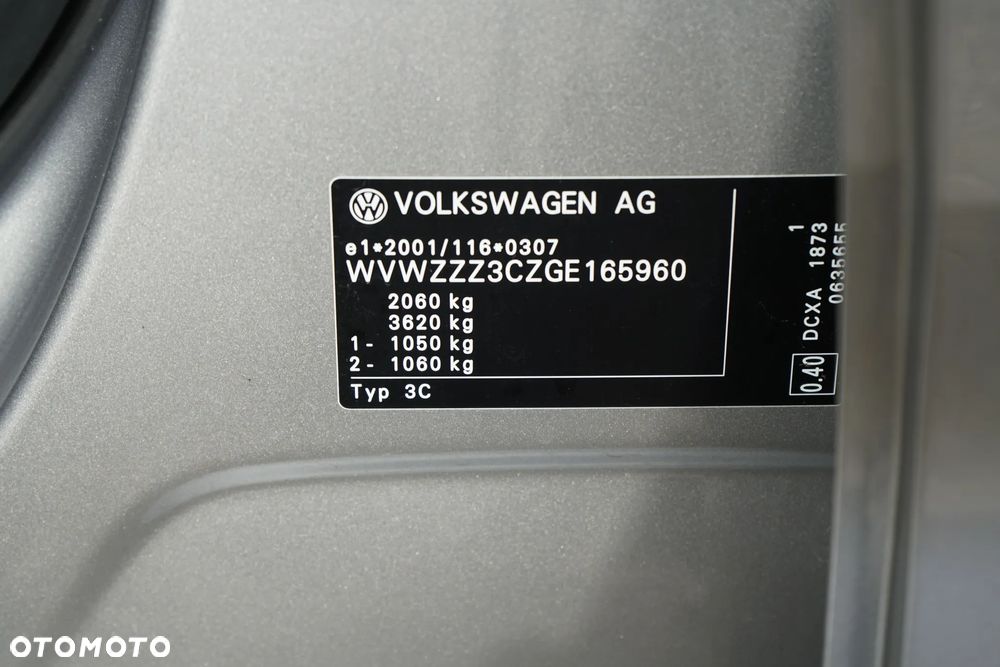 VOLKSWAGEN AG
e1*2001/116*0307
WVWZZZ3CZGE165960
2060 kg
3620 kg
1- 1050 kg
2- 1060 kg
Typ 3C
1
DCXA 1873
0635655
0.40
OTOMOTO